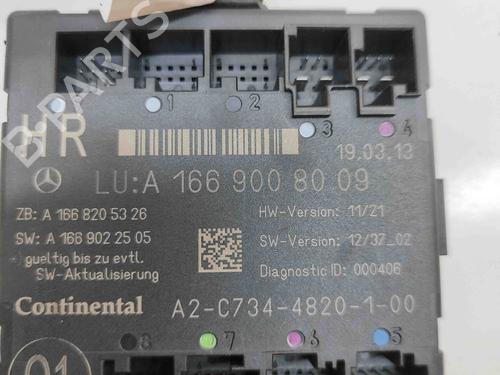 1
2
3
4
HR
19.03.13
LU:A 166 900 80 09
ZB: A 166 820 53 26
HW-Version: 11/21
SW: A 166 902 25 05
SW-Version: 12/37_02
gueltig bis zu evtl.
SW-Aktualisierung
Diagnostic ID: 000406
Continental
A2-C734-4820-1-00
8
7
6
5
01
B-PARTS